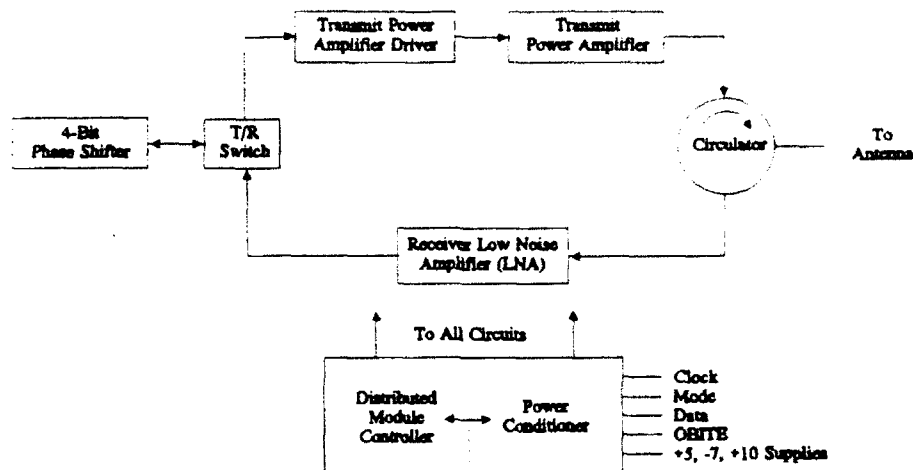 Transmit Power
Amplifier Driver
Transmit
Power Amplifier
4-Bit
Phase Shifter
T/R
Switch
Circulator
To
Antenna
Receiver Low Noise
Amplifier (LNA)
To All Circuits
Distributed
Module
Controller
Power
Conditioner
Clock
Mode
Data
OBITE
+5, -7, +10 Supplies